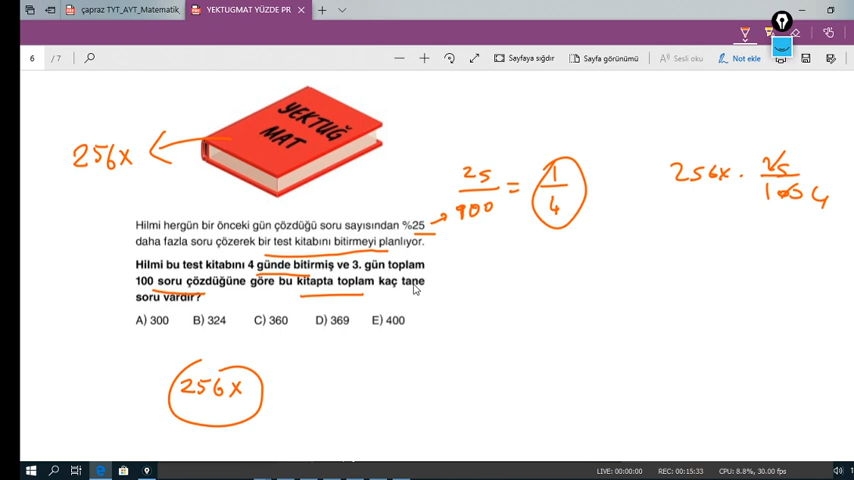 çapraz TYT_AYT_Matematik
YEKTUGMAT YÜZDE PR
6 / 7
Sayfaya sığdır
Sayfa görünümü
Sesli oku
Not ekle
YEKTUĞ
MAT
256x
25
100
=
1
4
256x · 25
100 4
Hilmi hergün bir önceki gün çözdüğü soru sayısından %25
daha fazla soru çözerek bir test kitabını bitirmeyi planlıyor.
Hilmi bu test kitabını 4 günde bitirmiş ve 3. gün toplam
100 soru çözdüğüne göre bu kitapta toplam kaç tane
soru vardır?
A) 300 B) 324 C) 360 D) 369 E) 400
256x
LIVE: 00:00:00 REC: 00:15:33 CPU: 8.8%, 30.00 fps